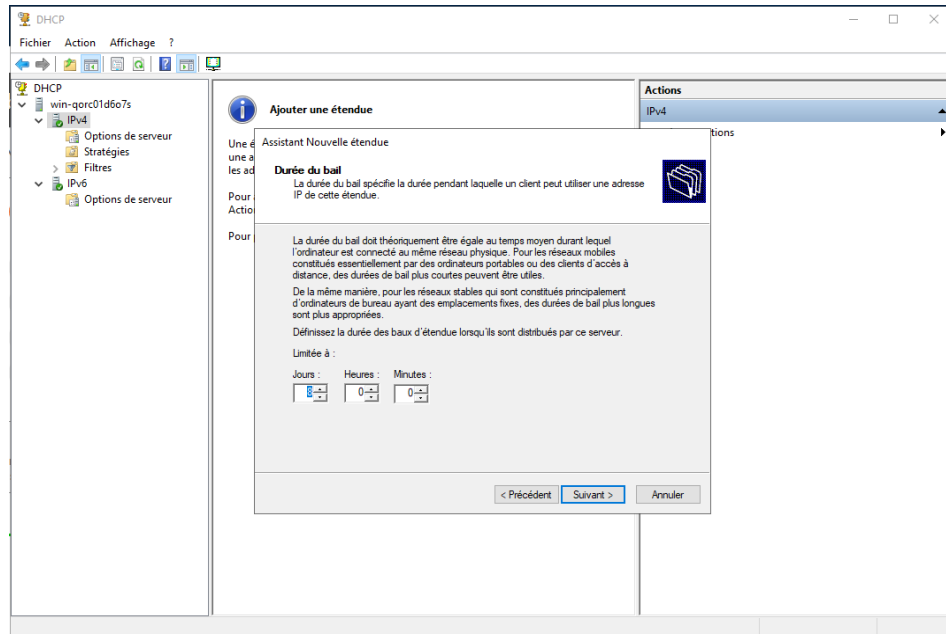 DHCP
Fichier Action Affichage ?
DHCP
win-qorc01d6o7s
IPv4
Options de serveur
Stratégies
Filtres
IPv6
Options de serveur
Ajouter une étendue
Une é
une a
les ad
Pour
Action
Pour
Assistant Nouvelle étendue
Durée du bail
La durée du bail spécifie la durée pendant laquelle un client peut utiliser une adresse
IP de cette étendue.
La durée du bail doit théoriquement être égale au temps moyen durant lequel
l'ordinateur est connecté au même réseau physique. Pour les réseaux mobiles
constitués essentiellement par des ordinateurs portables ou des clients d'accès à
distance, des durées de bail plus courtes peuvent être utiles.
De la même manière, pour les réseaux stables qui sont constitués principalement
d'ordinateurs de bureau ayant des emplacements fixes, des durées de bail plus longues
sont plus appropriées.
Définissez la durée des baux d'étendue lorsqu'ils sont distribués par ce serveur.
Limitée à :
Jours : Heures : Minutes :
8 0 0
< Précédent Suivant > Annuler
Actions
IPv4
tions